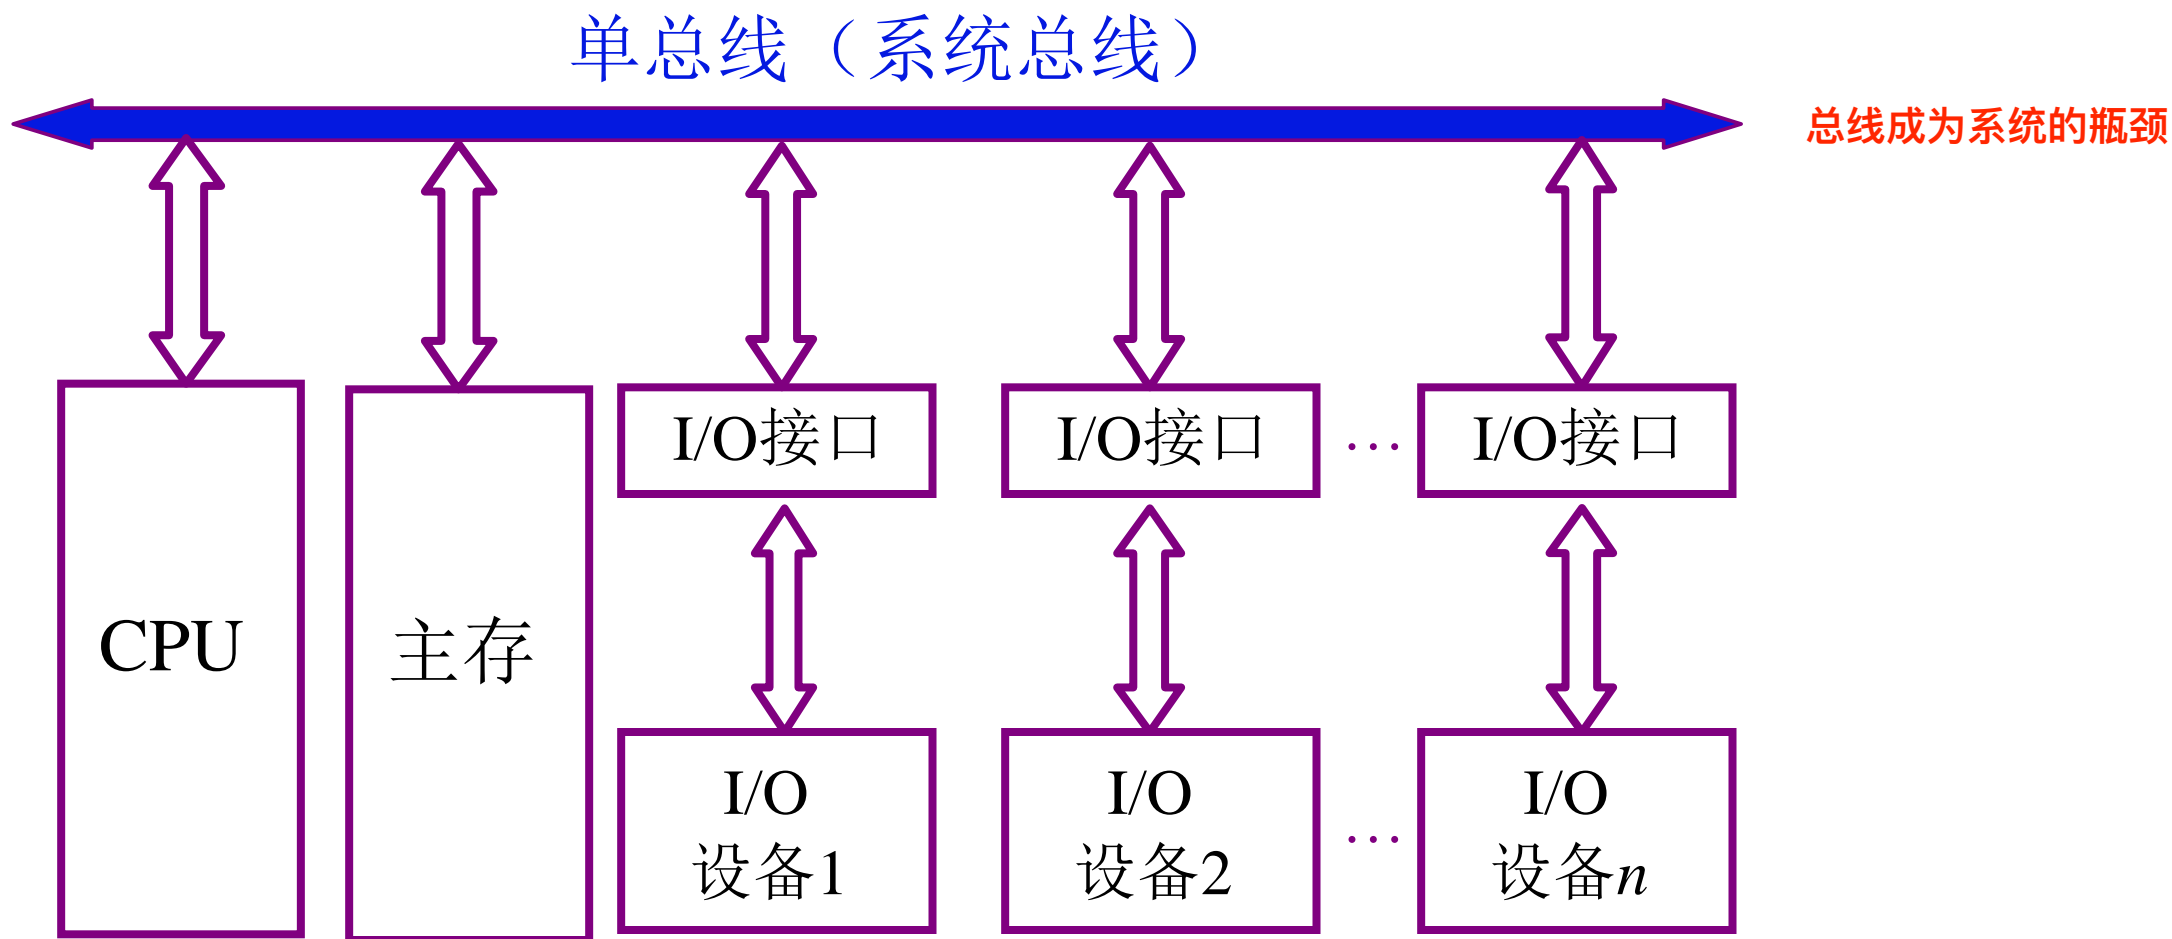 单总线（系统总线）
总线成为系统的瓶颈
I/O接口
I/O接口
…
I/O接口
CPU
主存
I/O
设备1
I/O
设备2
…
I/O
设备n